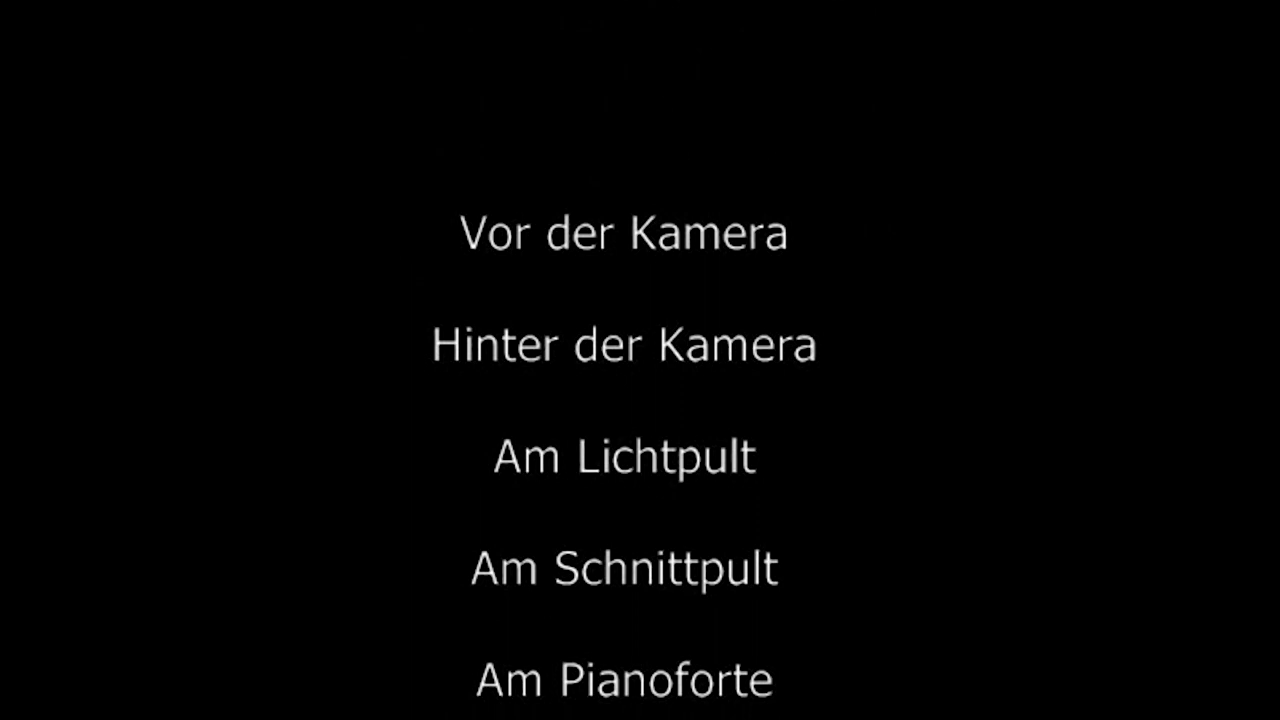 Vor der Kamera
Hinter der Kamera
Am Lichtpult
Am Schnittpult
Am Pianoforte